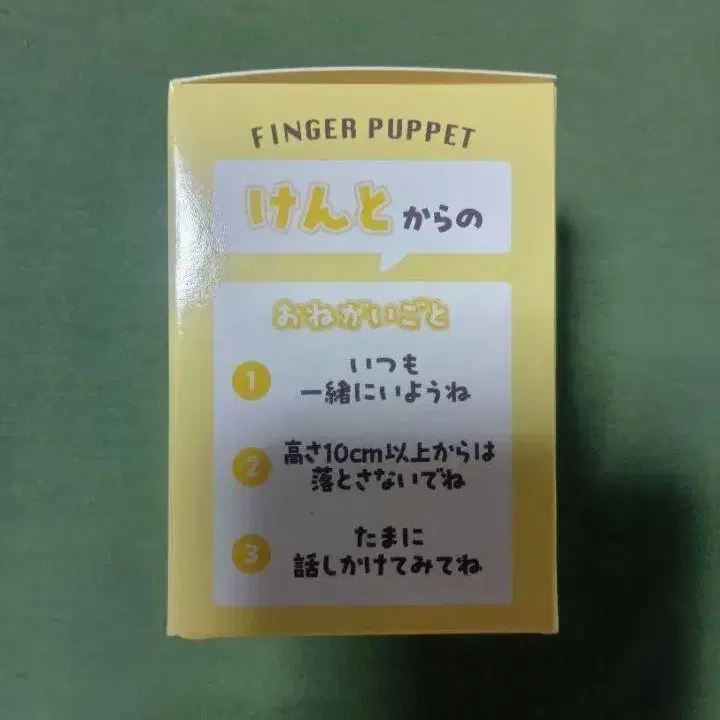 FINGER PUPPET
けんとからの
おねがいごと
1 いつも
一緒にいようね
2 高さ10cm以上からは
落とさないでね
3 たまに
話しかけてみてね